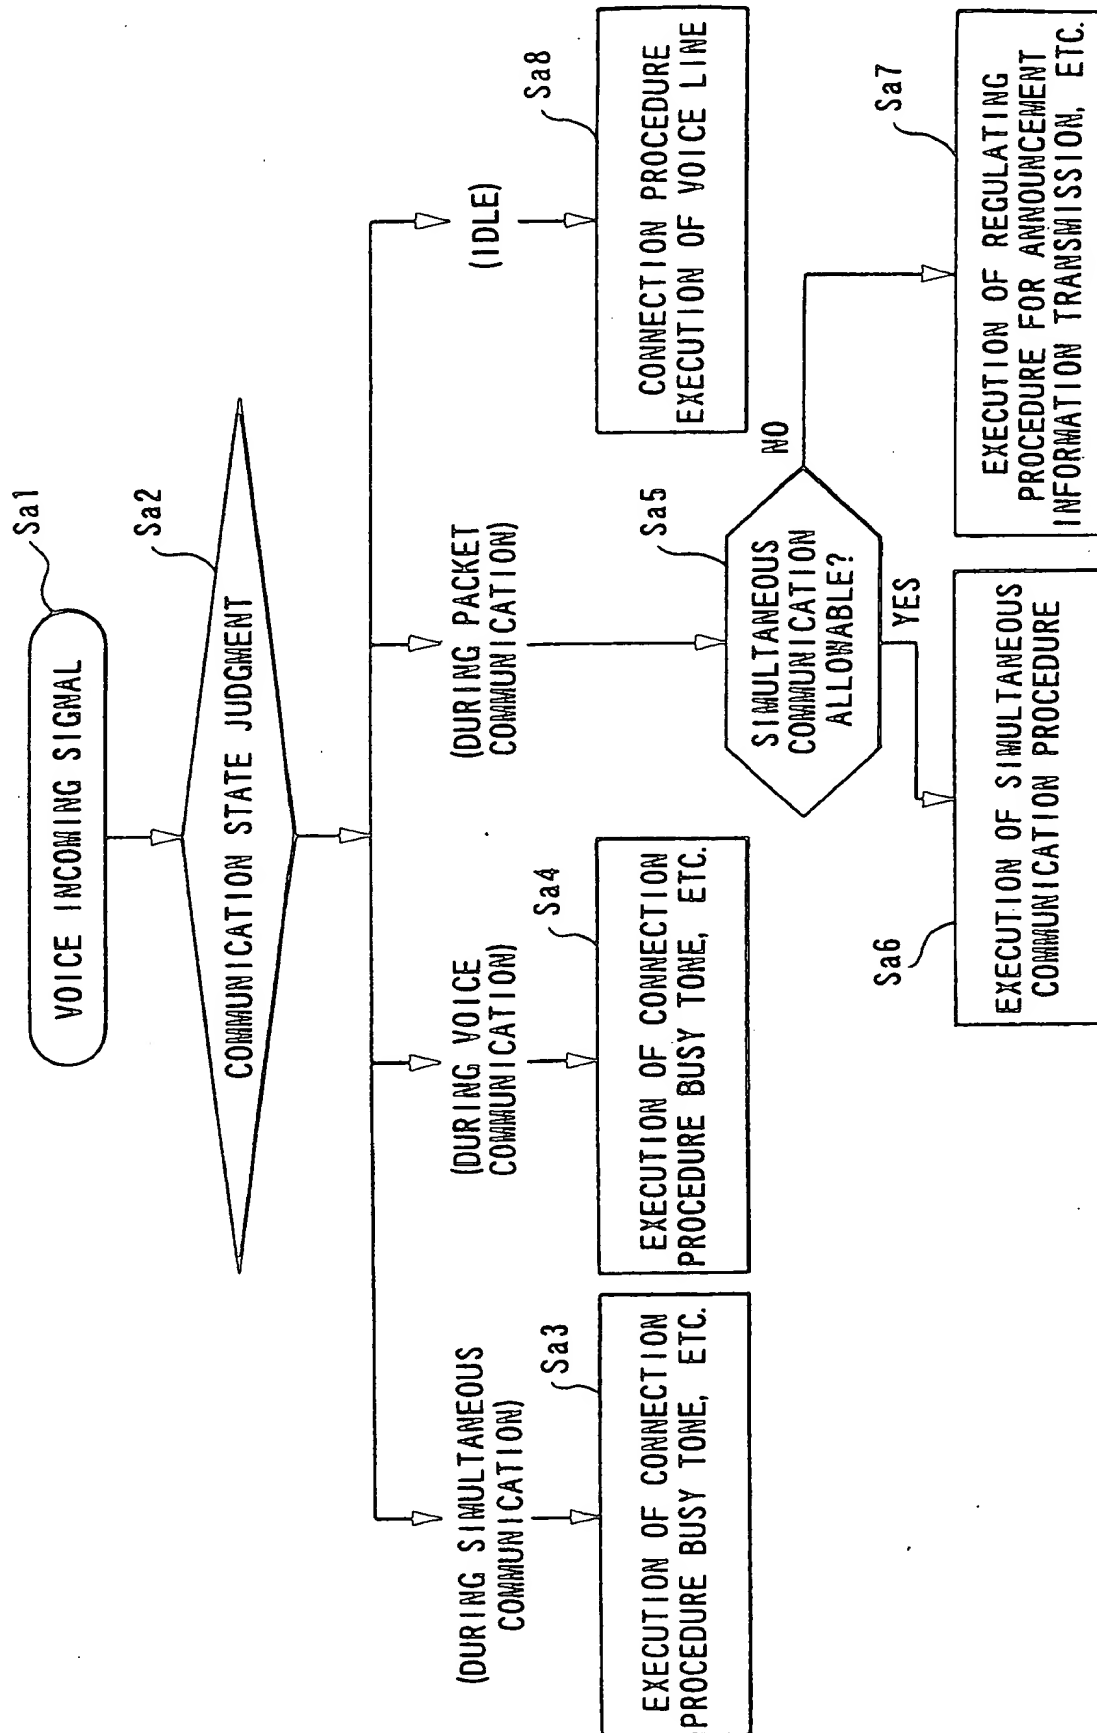 Sa1
VOICE INCOMING SIGNAL
Sa2
COMMUNICATION STATE JUDGMENT
(DURING SIMULTANEOUS
COMMUNICATION)
(DURING VOICE
COMMUNICATION)
(DURING PACKET
COMMUNICATION)
(IDLE)
Sa3
EXECUTION OF CONNECTION
PROCEDURE BUSY TONE, ETC.
Sa4
EXECUTION OF CONNECTION
PROCEDURE BUSY TONE, ETC.
Sa5
SIMULTANEOUS
COMMUNICATION
ALLOWABLE?
NO
YES
Sa8
CONNECTION PROCEDURE
EXECUTION OF VOICE LINE
Sa6
EXECUTION OF SIMULTANEOUS
COMMUNICATION PROCEDURE
Sa7
EXECUTION OF REGULATING
PROCEDURE FOR ANNOUNCEMENT
INFORMATION TRANSMISSION, ETC.